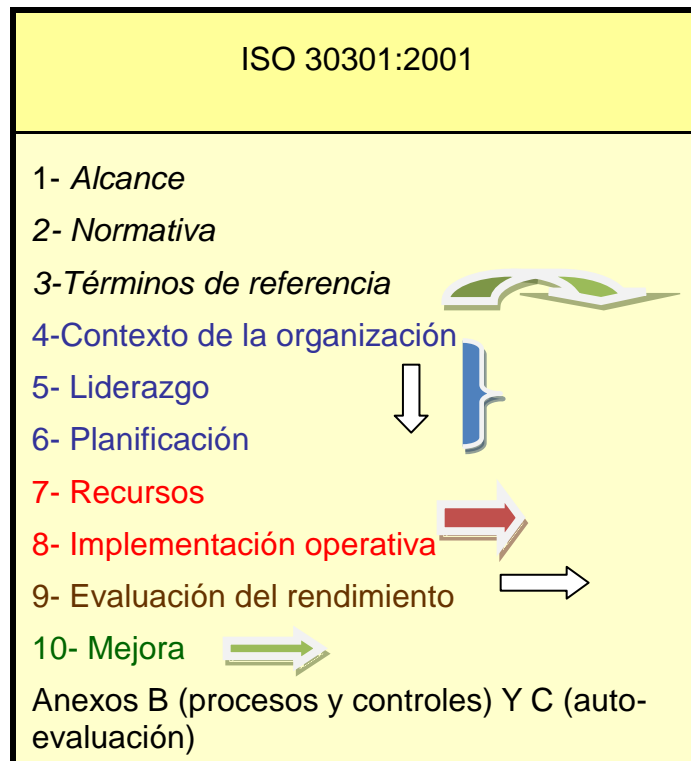 ISO 30301:2001
1- Alcance
2- Normativa
3-Términos de referencia
4-Contexto de la organización
5- Liderazgo
6- Planificación
7- Recursos
8- Implementación operativa
9- Evaluación del rendimiento
10- Mejora
Anexos B (procesos y controles) Y C (auto-
evaluación)